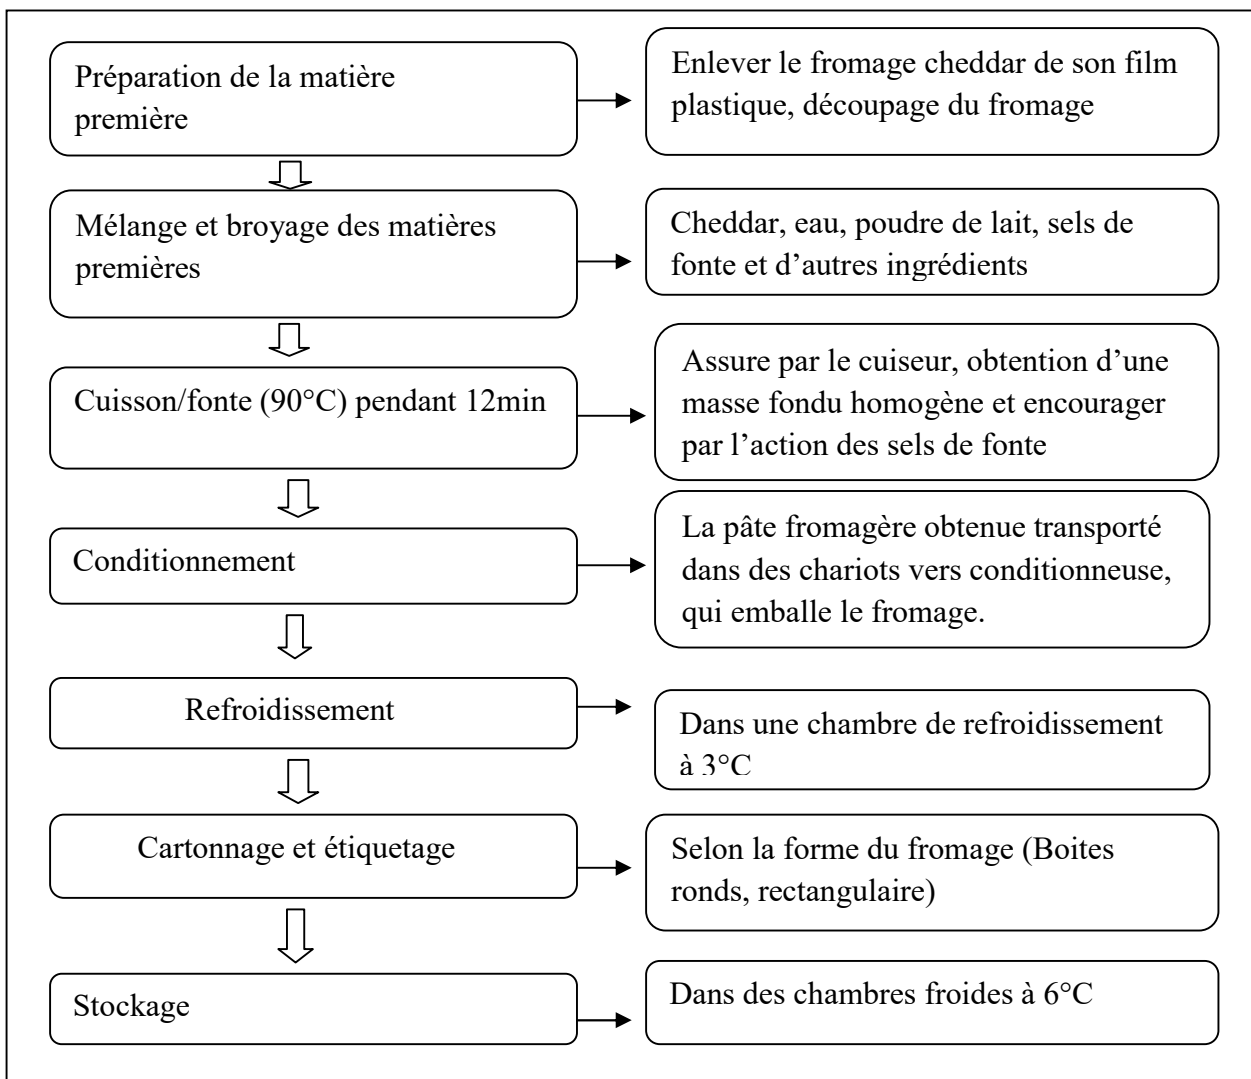 Préparation de la matière
première
Enlever le fromage cheddar de son film
plastique, découpage du fromage
Mélange et broyage des matières
premières
Cheddar, eau, poudre de lait, sels de
fonte et d’autres ingrédients
Cuisson/fonte (90°C) pendant 12min
Assure par le cuiseur, obtention d’une
masse fondu homogène et encourager
par l’action des sels de fonte
Conditionnement
La pâte fromagère obtenue transporté
dans des chariots vers conditionneuse,
qui emballe le fromage.
Refroidissement
Dans une chambre de refroidissement
à 3°C
Cartonnage et étiquetage
Selon la forme du fromage (Boites
ronds, rectangulaire)
Stockage
Dans des chambres froides à 6°C